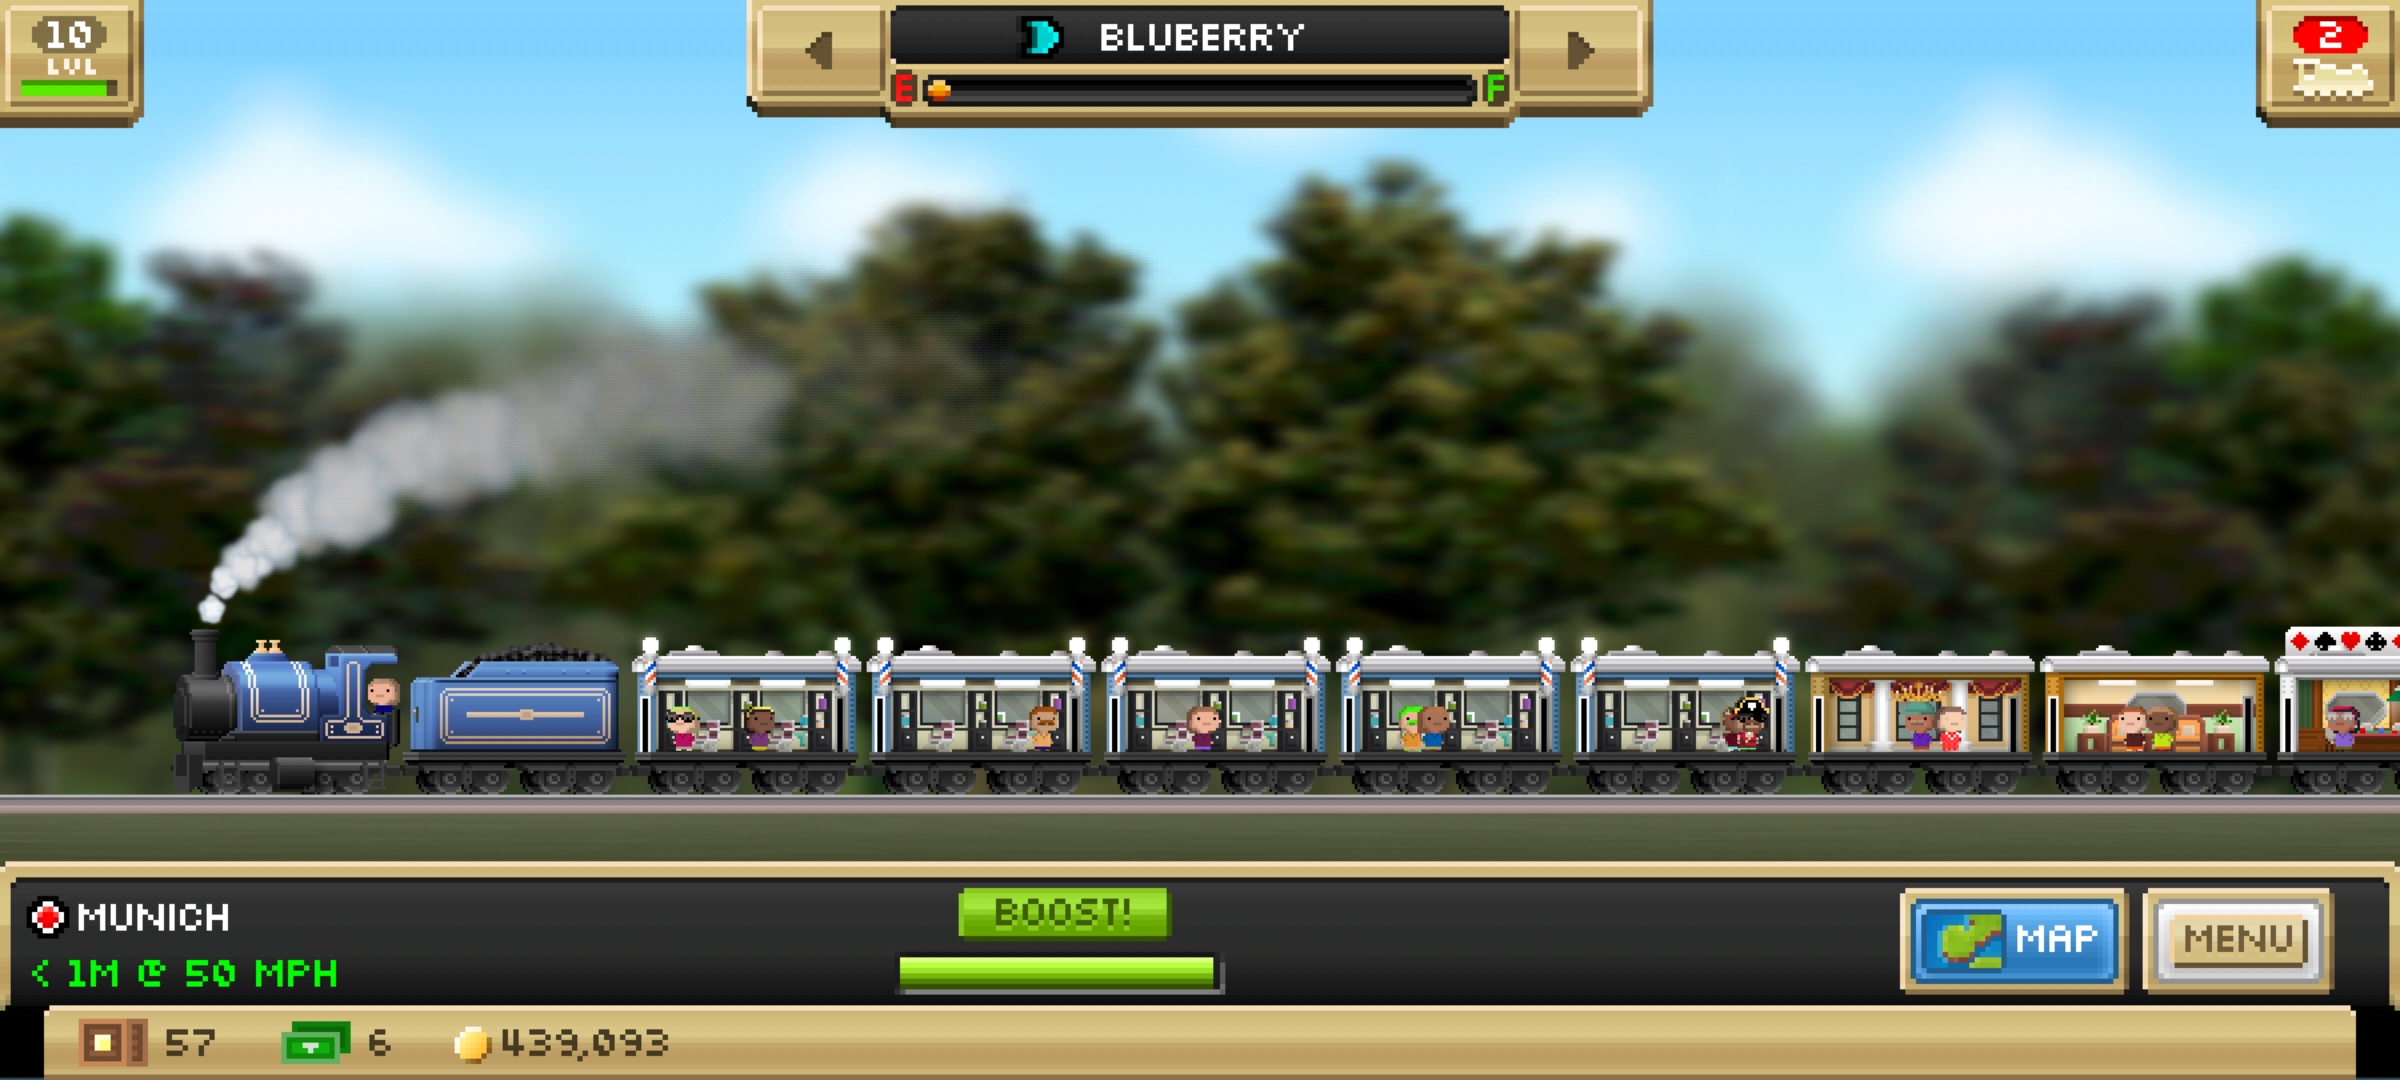 10
LVL
BLUBERRY
E F
2
MUNICH
< 1M @ 50 MPH
BOOST!
MAP
MENU
57
6
439,093